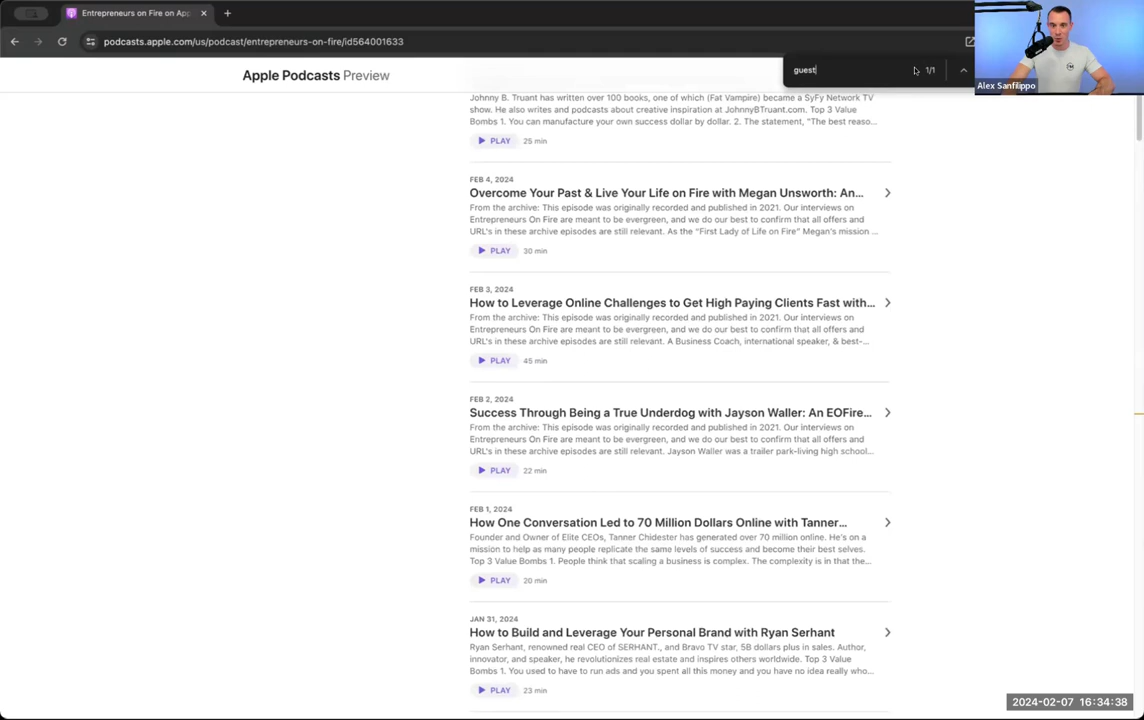 Entrepreneurs on Fire on App
podcasts.apple.com/us/podcast/entrepreneurs-on-fire/id564001633
guest
1/1
Alex Sanfilippo
Apple Podcasts Preview
Johnny B. Truant has written over 100 books, one of which (Fat Vampire) became a SyFy Network TV
show. He also writes and podcasts about creative inspiration at JohnnyBTruant.com. Top 3 Value
Bombs 1. You can manufacture your own success dollar by dollar. 2. The statement, "The best reaso...
PLAY 25 min
FEB 4, 2024
Overcome Your Past & Live Your Life on Fire with Megan Unsworth: An...
From the archive: This episode was originally recorded and published in 2021. Our interviews on
Entrepreneurs On Fire are meant to be evergreen, and we do our best to confirm that all offers and
URL's in these archive episodes are still relevant. As the "First Lady of Life on Fire" Megan's mission ...
PLAY 30 min
FEB 3, 2024
How to Leverage Online Challenges to Get High Paying Clients Fast with...
From the archive: This episode was originally recorded and published in 2021. Our interviews on
Entrepreneurs On Fire are meant to be evergreen, and we do our best to confirm that all offers and
URL's in these archive episodes are still relevant. A Business Coach, international speaker, & best-...
PLAY 45 min
FEB 2, 2024
Success Through Being a True Underdog with Jayson Waller: An EOFire...
From the archive: This episode was originally recorded and published in 2021. Our interviews on
Entrepreneurs On Fire are meant to be evergreen, and we do our best to confirm that all offers and
URL's in these archive episodes are still relevant. Jayson Waller was a trailer park-living high school...
PLAY 22 min
FEB 1, 2024
How One Conversation Led to 70 Million Dollars Online with Tanner...
Founder and Owner of Elite CEOs, Tanner Chidester has generated over 70 million online. He's on a
mission to help as many people replicate the same levels of success and become their best selves.
Top 3 Value Bombs 1. People think that scaling a business is complex. The complexity is in that the...
PLAY 20 min
JAN 31, 2024
How to Build and Leverage Your Personal Brand with Ryan Serhant
Ryan Serhant, renowned real CEO of SERHANT., and Bravo TV star, 5B dollars plus in sales. Author,
innovator, and speaker, he revolutionizes real estate and inspires others worldwide. Top 3 Value
Bombs 1. You used to have to run ads and you spent all this money and you have no idea really who...
PLAY 23 min
2024-02-07 16:34:38